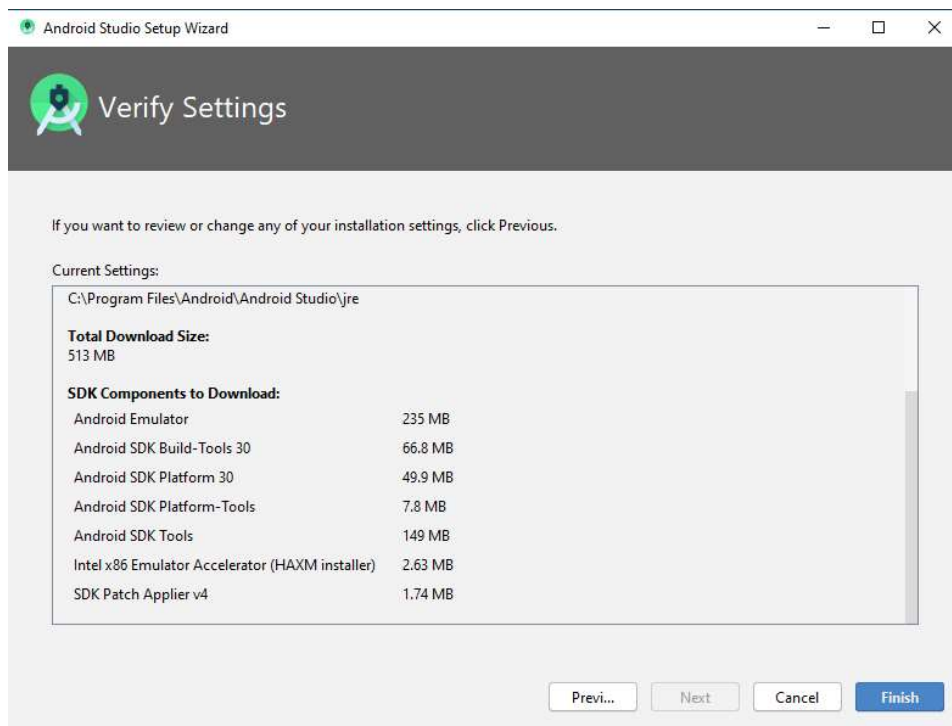 Android Studio Setup Wizard
Verify Settings
If you want to review or change any of your installation settings, click Previous.
Current Settings:
C:\Program Files\Android\Android Studio\jre
Total Download Size:
513 MB
SDK Components to Download:
Android Emulator 235 MB
Android SDK Build-Tools 30 66.8 MB
Android SDK Platform 30 49.9 MB
Android SDK Platform-Tools 7.8 MB
Android SDK Tools 149 MB
Intel x86 Emulator Accelerator (HAXM installer) 2.63 MB
SDK Patch Applier v4 1.74 MB
Previ... Next Cancel Finish